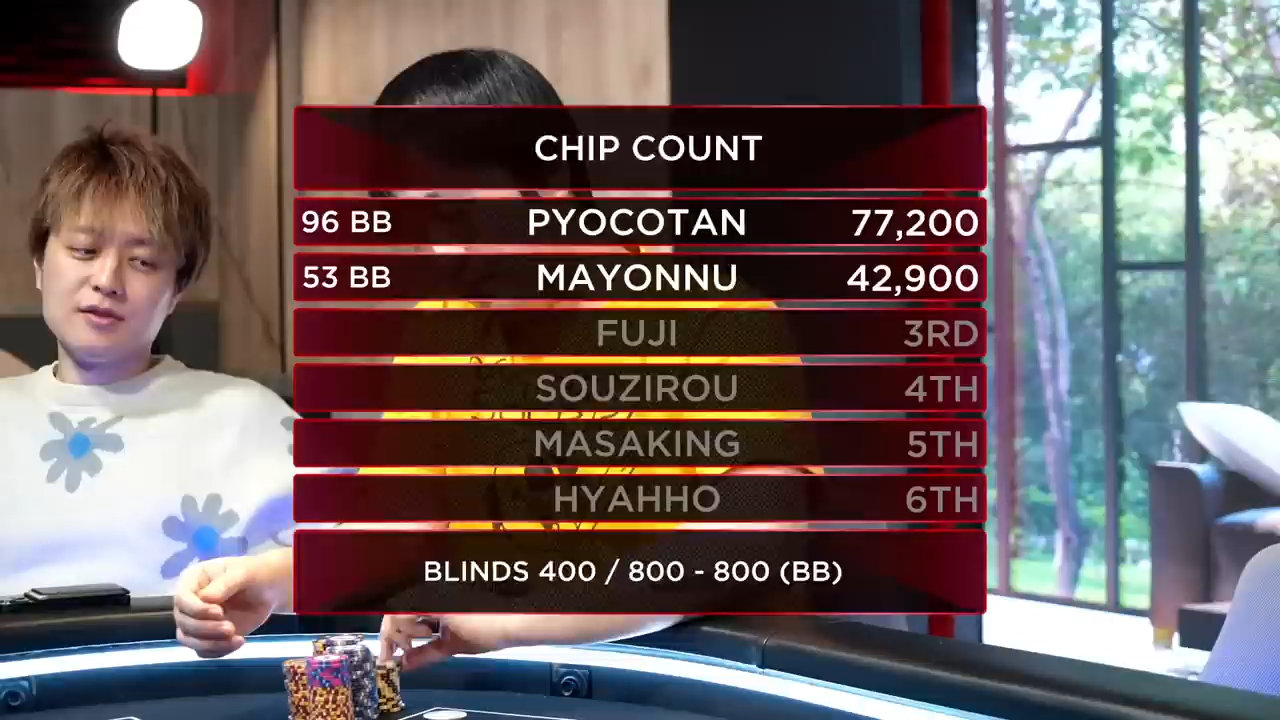 CHIP COUNT
96 BB PYOCOTAN 77,200
53 BB MAYONNU 42,900
FUJI 3RD
SOUZIROU 4TH
MASAKING 5TH
HYAHHO 6TH
BLINDS 400 / 800 - 800 (BB)